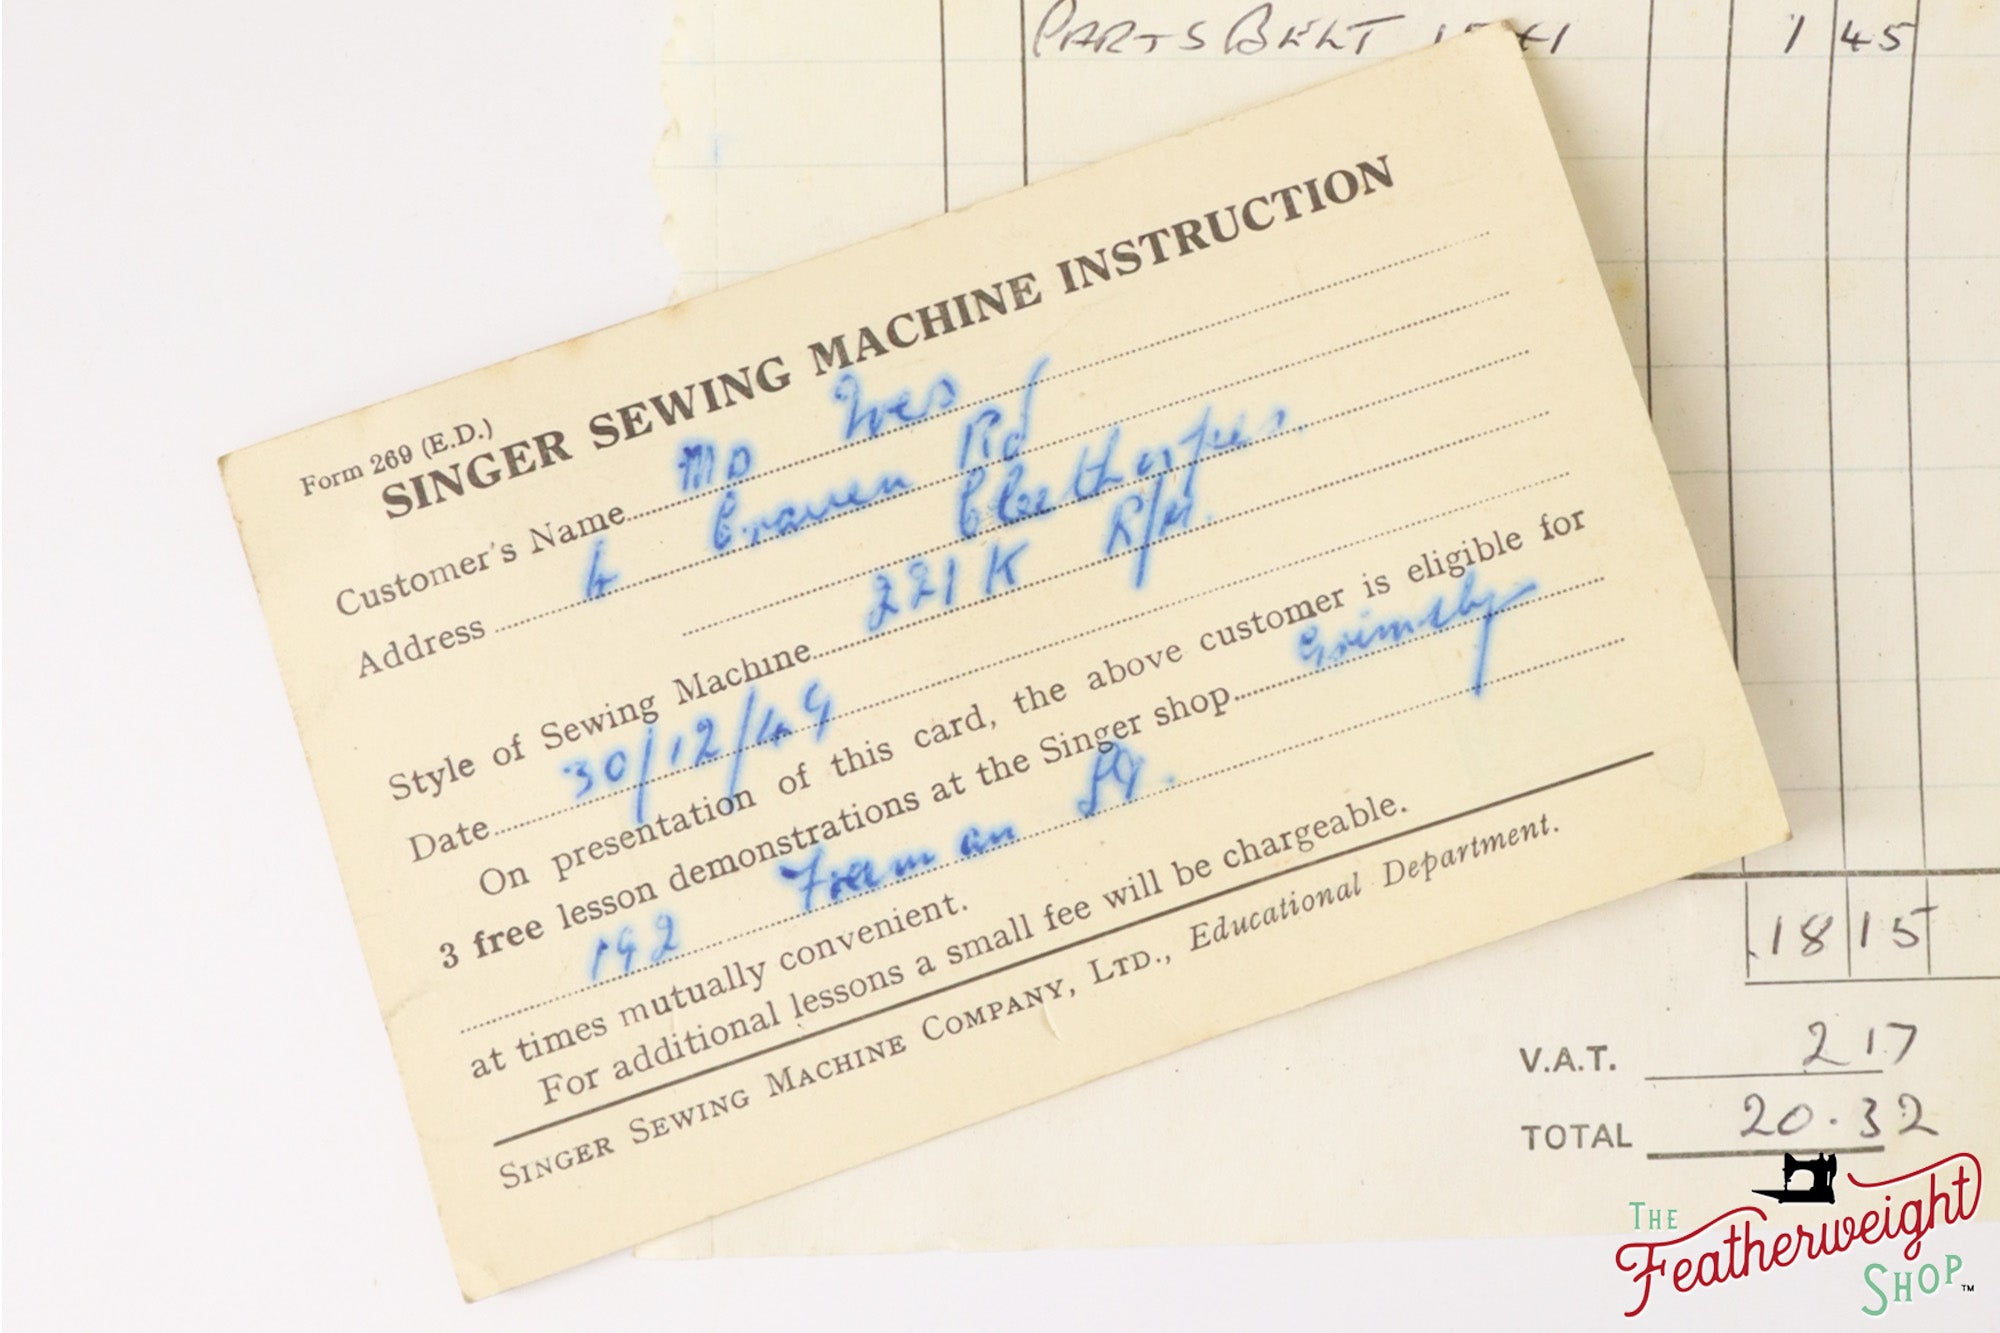 PARTS BELT 1 45
Form 269 (E.D.)
SINGER SEWING MACHINE INSTRUCTION
Customer's Name Ms Ives
Address 4 Craven Rd
Cleethorpes.
Style of Sewing Machine 221K R/M.
Date 30/12/49
On presentation of this card, the above customer is eligible for
3 free lesson demonstrations at the Singer shop Grimsby
192 Freeman St.
at times mutually convenient.
For additional lessons a small fee will be chargeable.
SINGER SEWING MACHINE COMPANY, LTD., Educational Department.
18 15
V.A.T. 2 17
TOTAL 20.32
THE
Featherweight
SHOP™